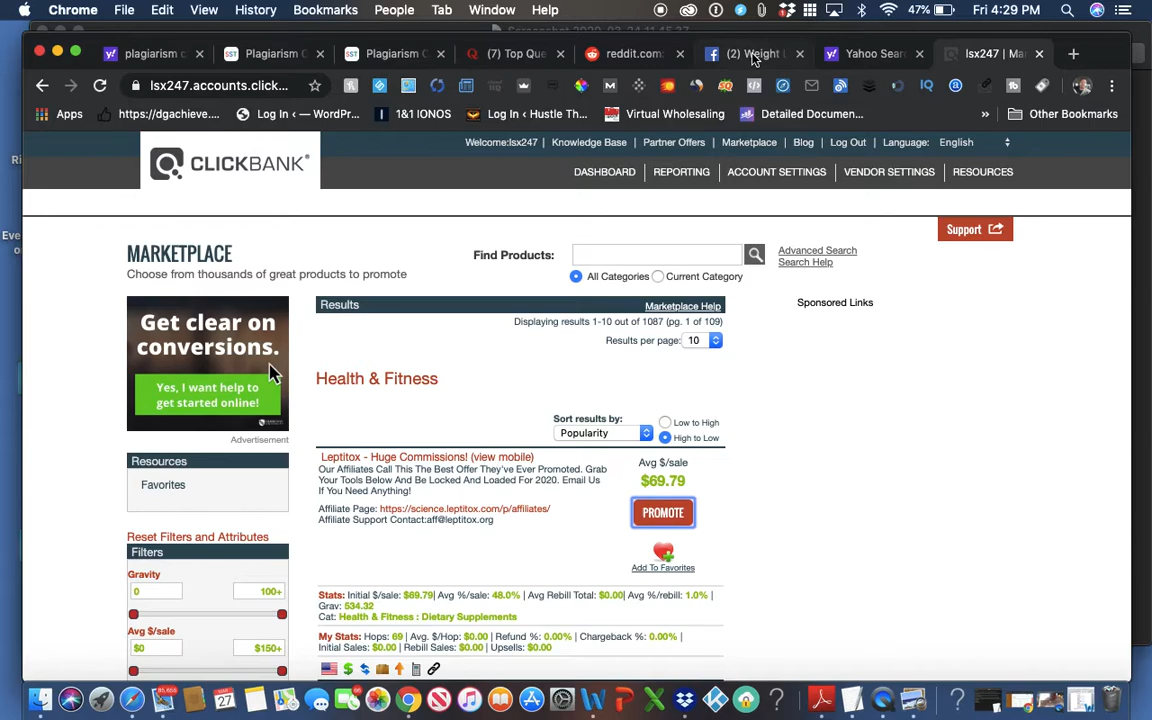 Chrome File Edit View History Bookmarks People Tab Window Help 47% Fri 4:29 PM
plagiarism c Plagiarism C Plagiarism C (7) Top Que reddit.com: (2) Weight L Yahoo Sear lsx247 | Ma
lsx247.accounts.click...
Apps https://dgachieve.... Log In ‹ — WordPr... 1&1 IONOS Log In ‹ Hustle Th... Virtual Wholesaling Detailed Documen... » Other Bookmarks
CLICKBANK®
Welcome:lsx247 | Knowledge Base | Partner Offers | Marketplace | Blog | Log Out | Language: English
DASHBOARD | REPORTING | ACCOUNT SETTINGS | VENDOR SETTINGS | RESOURCES
Support
MARKETPLACE
Choose from thousands of great products to promote
Find Products:
Advanced Search
Search Help
All Categories Current Category
Get clear on
conversions.
Yes, I want help to
get started online!
Advertisement
Resources
Favorites
Reset Filters and Attributes
Filters
Gravity
0 100+
Avg $/sale
$0 $150+
Results Marketplace Help
Displaying results 1-10 out of 1087 (pg. 1 of 109)
Results per page: 10
Health & Fitness
Sort results by:
Popularity
Low to High
High to Low
Leptitox - Huge Commissions! (view mobile)
Our Affiliates Call This The Best Offer They've Ever Promoted. Grab
Your Tools Below And Be Locked And Loaded For 2020. Email Us
If You Need Anything!
Affiliate Page: https://science.leptitox.com/p/affiliates/
Affiliate Support Contact:aff@leptitox.org
Avg $/sale
$69.79
PROMOTE
Add To Favorites
Stats: Initial $/sale: $69.79| Avg %/sale: 48.0%| Avg Rebill Total: $0.00| Avg %/rebill: 1.0% |
Grav: 534.32
Cat: Health & Fitness : Dietary Supplements
My Stats: Hops: 69 | Avg. $/Hop: $0.00 | Refund %: 0.00% | Chargeback %: 0.00% |
Initial Sales: $0.00 | Rebill Sales: $0.00 | Upsells: $0.00
Sponsored Links